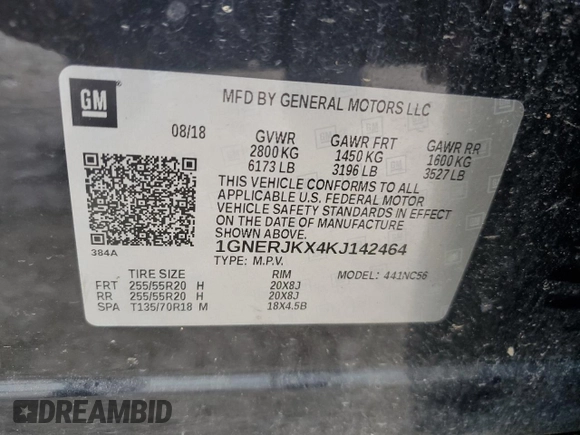 GM
MFD BY GENERAL MOTORS LLC
08/18 GVWR GAWR FRT GAWR RR
2800 KG 1450 KG 1600 KG
6173 LB 3196 LB 3527 LB
THIS VEHICLE CONFORMS TO ALL
APPLICABLE U.S. FEDERAL MOTOR
VEHICLE SAFETY STANDARDS IN EFFECT
ON THE DATE OF MANUFACTURE
SHOWN ABOVE.
384A
1GNERJKX4KJ142464
TYPE: M.P.V. MODEL: 441NC56
TIRE SIZE RIM
FRT 255/55R20 H 20X8J
RR 255/55R20 H 20X8J
SPA T135/70R18 M 18X4.5B
DREAMBID